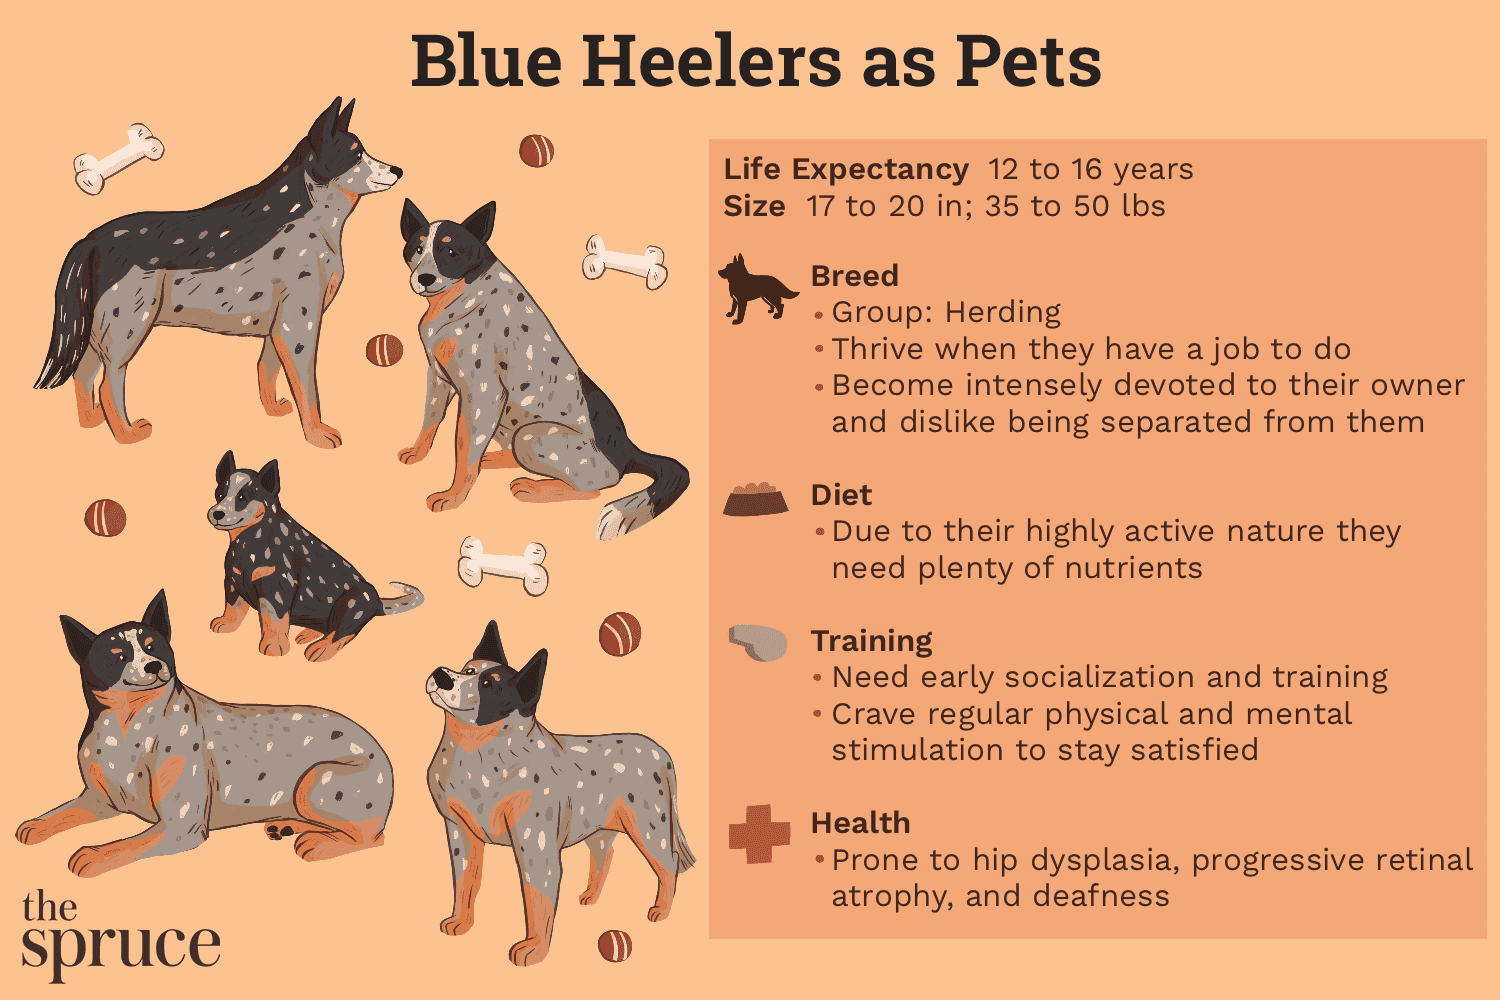 Blue Heelers as Pets
Life Expectancy 12 to 16 years
Size 17 to 20 in; 35 to 50 lbs
Breed
• Group: Herding
• Thrive when they have a job to do
• Become intensely devoted to their owner
and dislike being separated from them
Diet
• Due to their highly active nature they
need plenty of nutrients
Training
• Need early socialization and training
• Crave regular physical and mental
stimulation to stay satisfied
Health
• Prone to hip dysplasia, progressive retinal
atrophy, and deafness
the
spruce